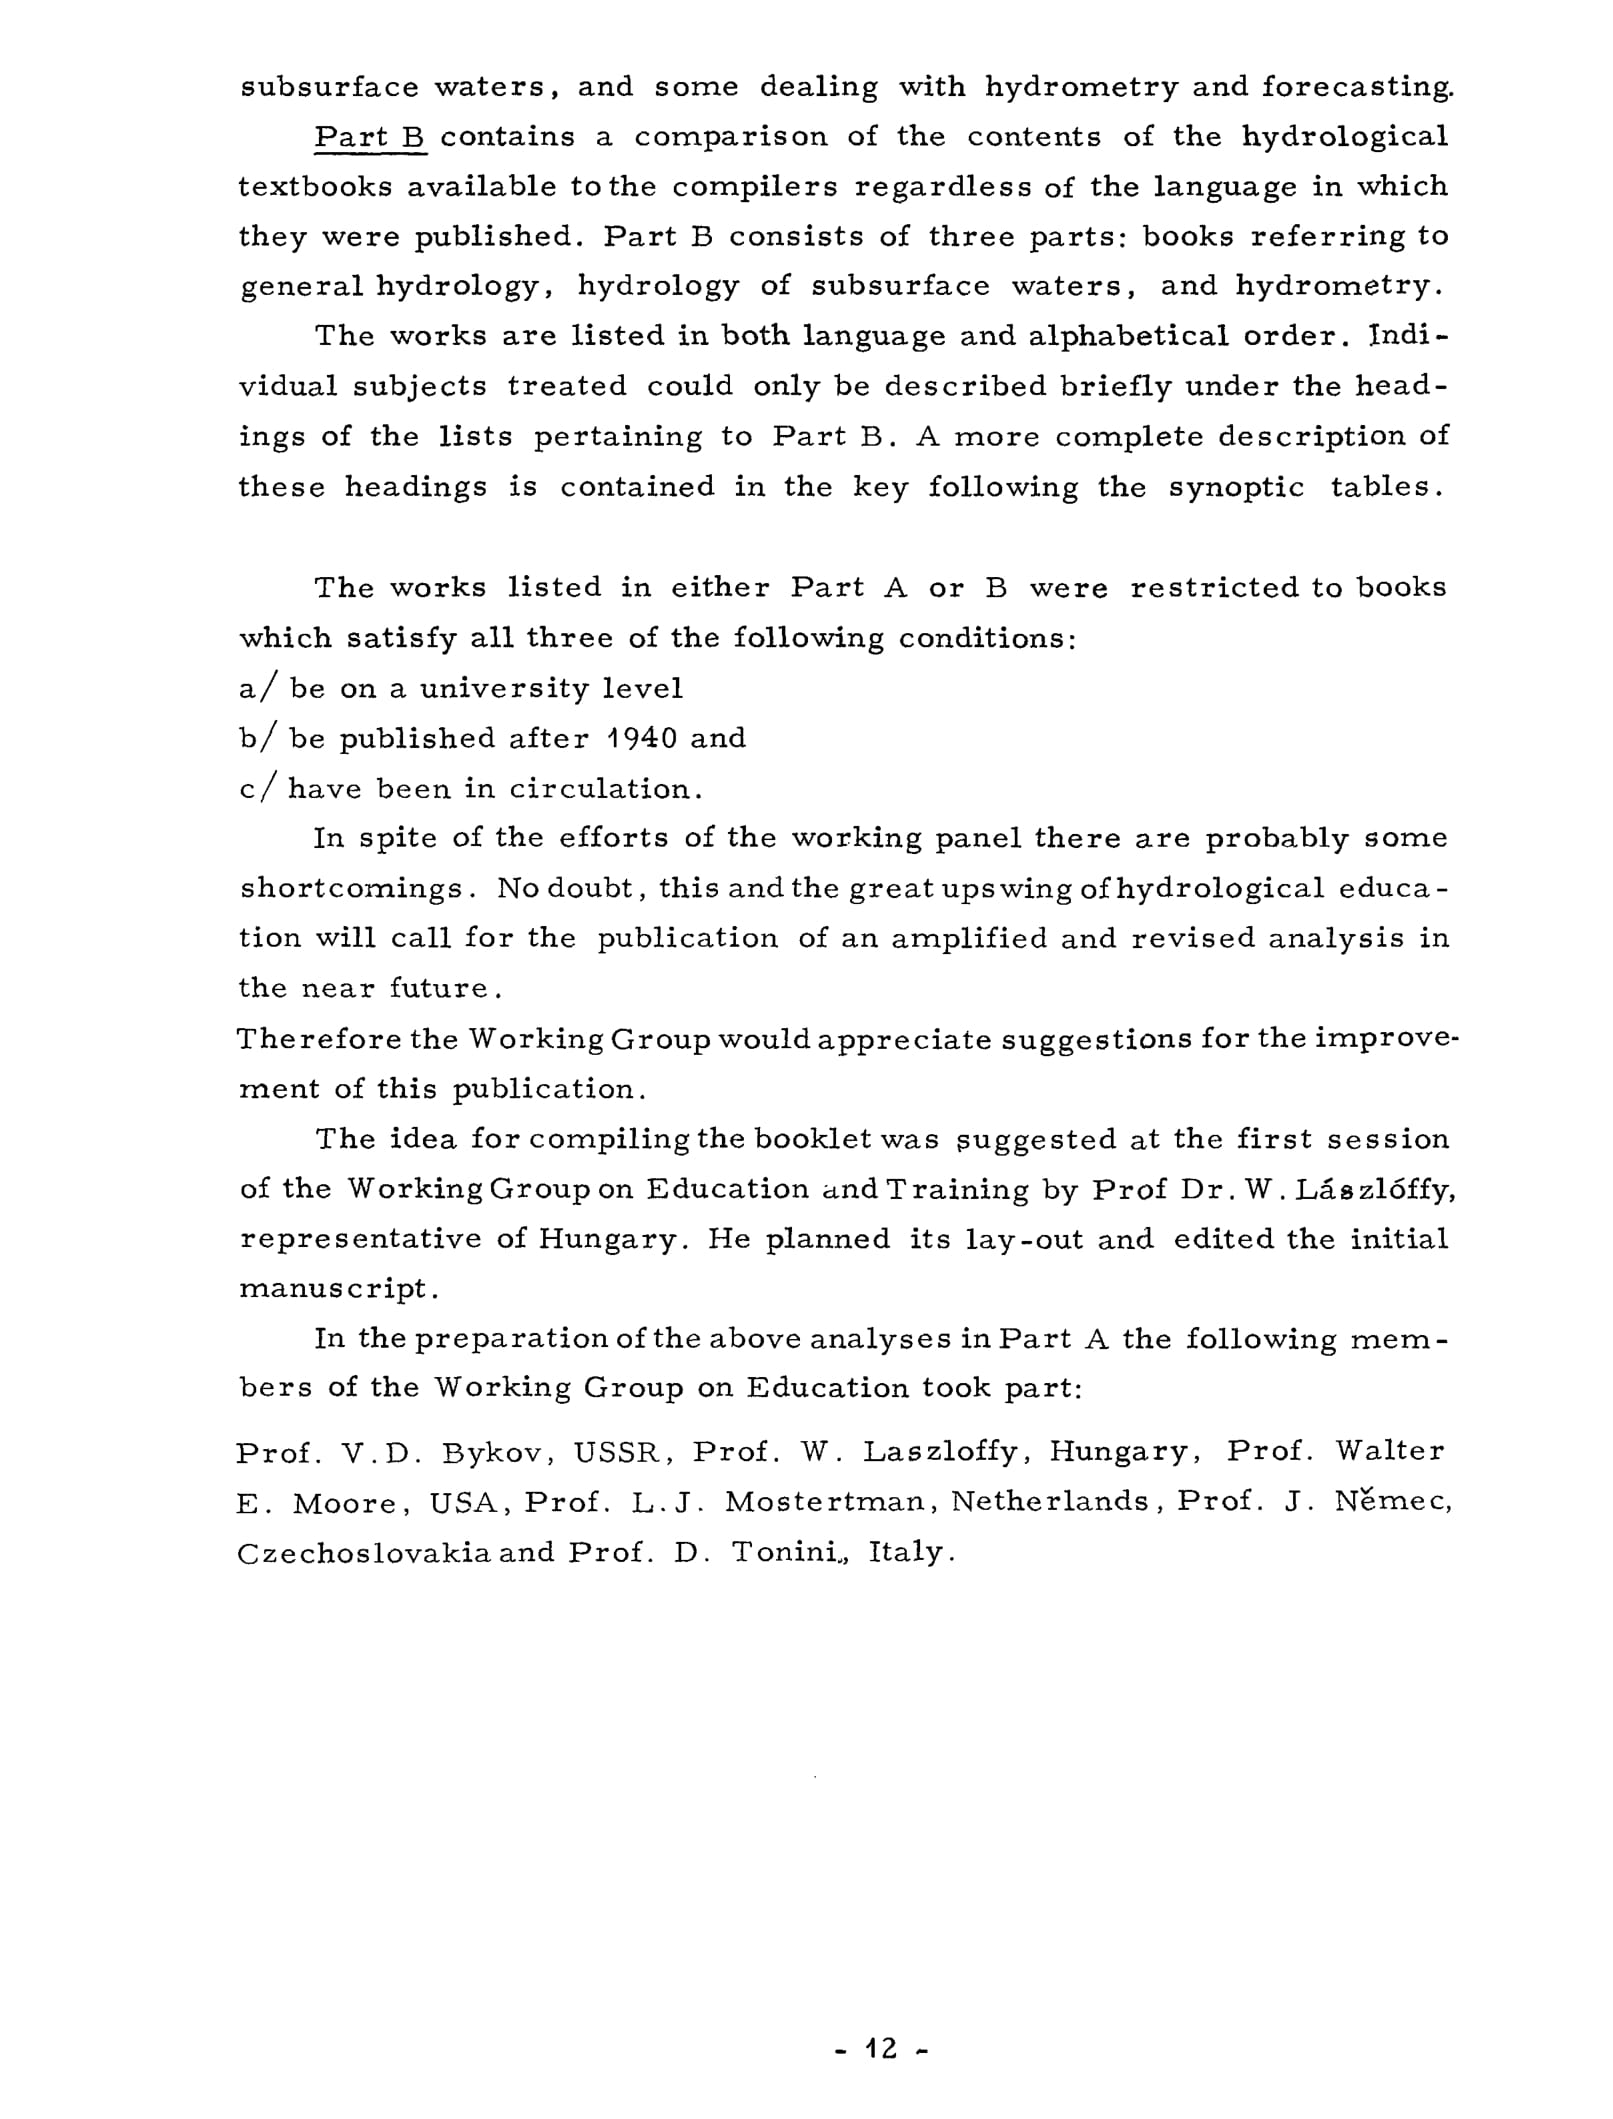 subsurface waters, and some dealing with hydrometry and forecasting.
Part B contains a comparison of the contents of the hydrological
textbooks available to the compilers regardless of the language in which
they were published. Part B consists of three parts: books referring to
general hydrology, hydrology of subsurface waters, and hydrometry.
The works are listed in both language and alphabetical order. Indi-
vidual subjects treated could only be described briefly under the head-
ings of the lists pertaining to Part B. A more complete description of
these headings is contained in the key following the synoptic tables.
The works listed in either Part A or B were restricted to books
which satisfy all three of the following conditions:
a/ be on a university level
b/ be published after 1940 and
c/ have been in circulation.
In spite of the efforts of the working panel there are probably some
shortcomings. No doubt, this and the great upswing of hydrological educa-
tion will call for the publication of an amplified and revised analysis in
the near future.
Therefore the Working Group would appreciate suggestions for the improve-
ment of this publication.
The idea for compiling the booklet was suggested at the first session
of the Working Group on Education and Training by Prof Dr. W. Lászlóffy,
representative of Hungary. He planned its lay-out and edited the initial
manuscript.
In the preparation of the above analyses in Part A the following mem-
bers of the Working Group on Education took part:
Prof. V.D. Bykov, USSR, Prof. W. Laszloffy, Hungary, Prof. Walter
E. Moore, USA, Prof. L.J. Mostertman, Netherlands, Prof. J. Němec,
Czechoslovakia and Prof. D. Tonini., Italy.
- 12 -